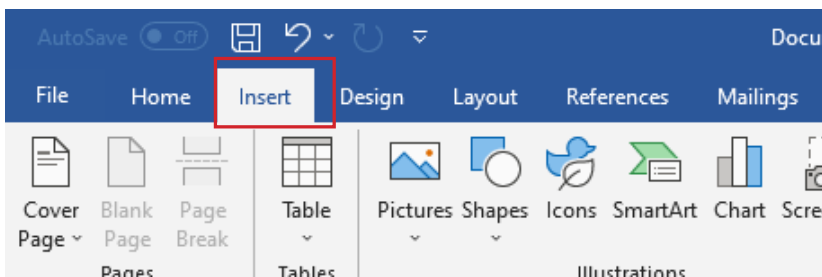 AutoSave Off Docu
File Home Insert Design Layout References Mailings
Cover Blank Page Table Pictures Shapes Icons SmartArt Chart Scre
Page Page Break
Pages Tables Illustrations